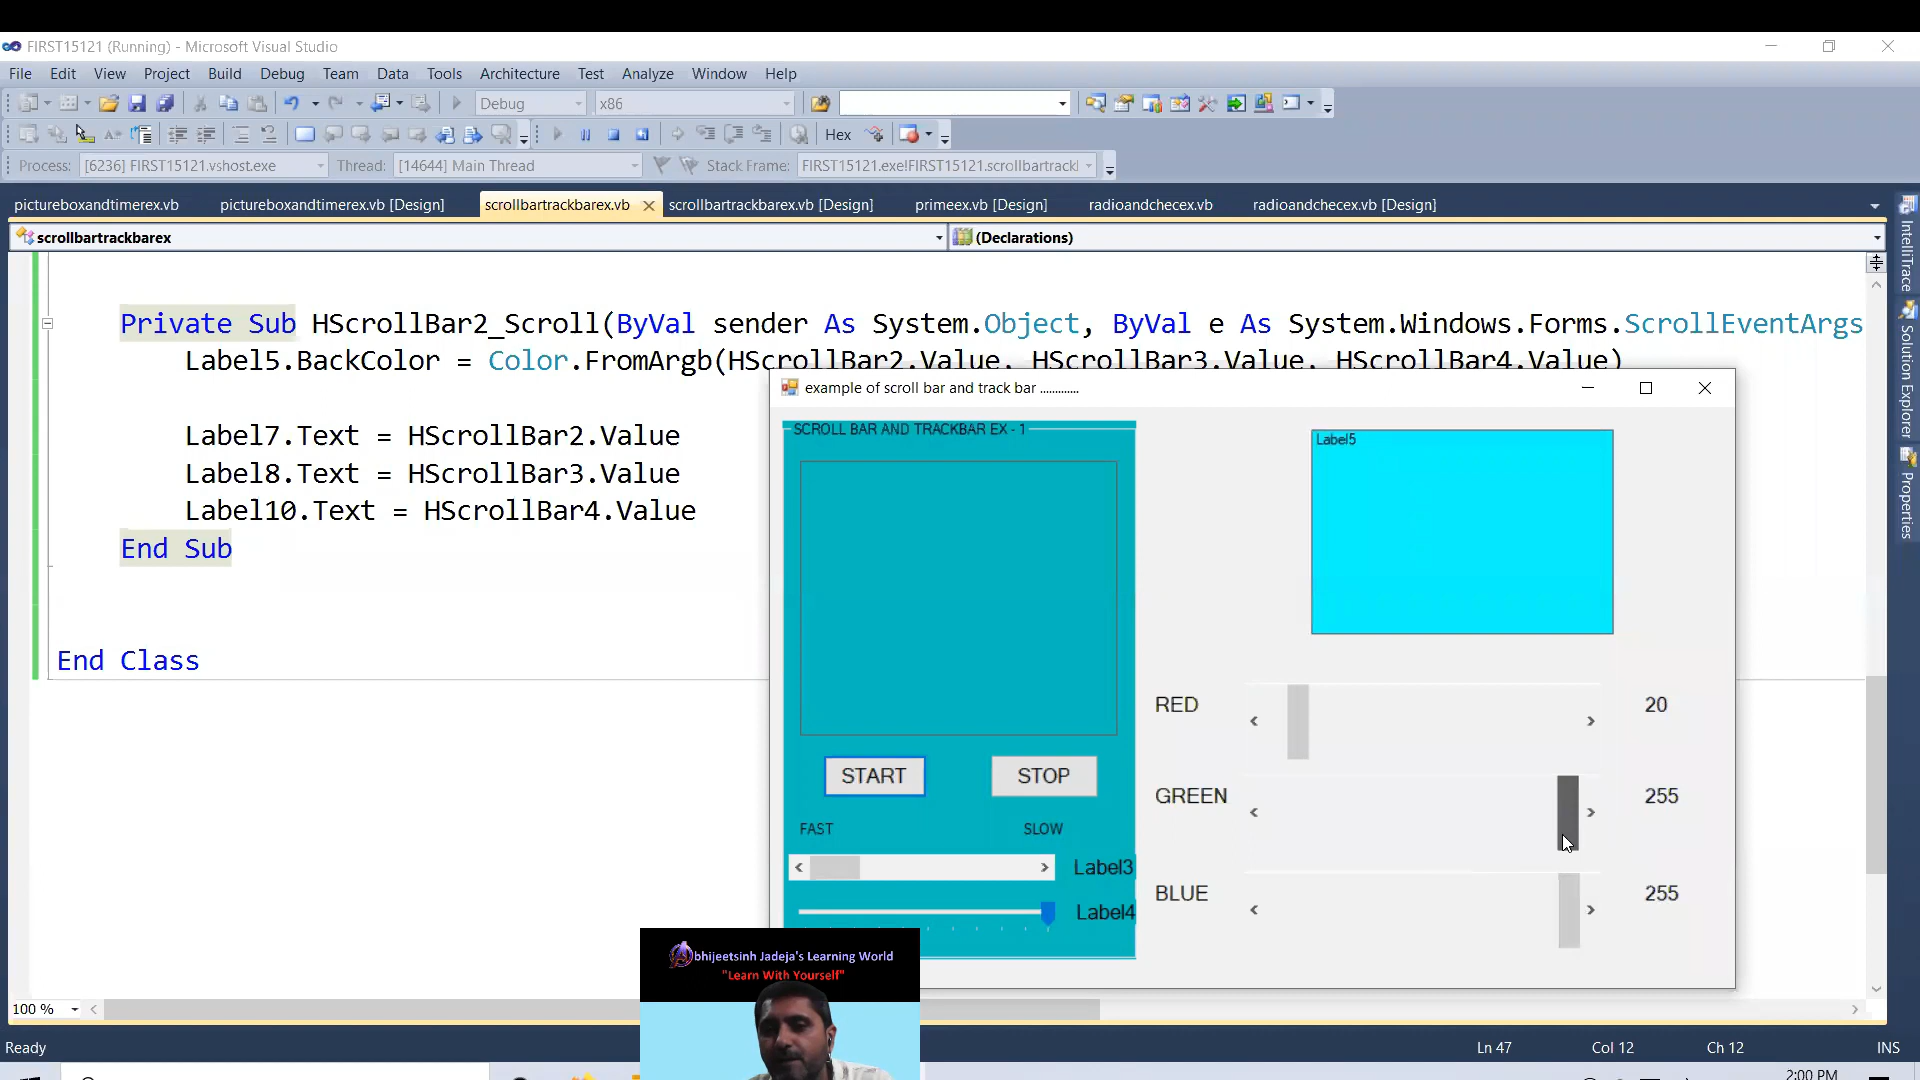 FIRST15121 (Running) - Microsoft Visual Studio
File Edit View Project Build Debug Team Data Tools Architecture Test Analyze Window Help
Debug x86
Hex
Process: [6236] FIRST15121.vshost.exe Thread: [14644] Main Thread Stack Frame: FIRST15121.exe!FIRST15121.scrollbartrack
pictureboxandtimerex.vb pictureboxandtimerex.vb [Design] scrollbartrackbarex.vb scrollbartrackbarex.vb [Design] primeex.vb [Design] radioandchecex.vb radioandchecex.vb [Design]
scrollbartrackbarex (Declarations)
Private Sub HScrollBar2_Scroll(ByVal sender As System.Object, ByVal e As System.Windows.Forms.ScrollEventArgs
Label5.BackColor = Color.FromArgb(HScrollBar2.Value, HScrollBar3.Value, HScrollBar4.Value)
Label7.Text = HScrollBar2.Value
Label8.Text = HScrollBar3.Value
Label10.Text = HScrollBar4.Value
End Sub
End Class
example of scroll bar and track bar .............
SCROLL BAR AND TRACKBAR EX - 1
START STOP
FAST SLOW
Label3
Label4
Label5
RED 20
GREEN 255
BLUE 255
bhijeetsinh Jadeja's Learning World
"Learn With Yourself"
IntelliTrace
Solution Explorer
Properties
100 %
Ready Ln 47 Col 12 Ch 12 INS
2:00 PM